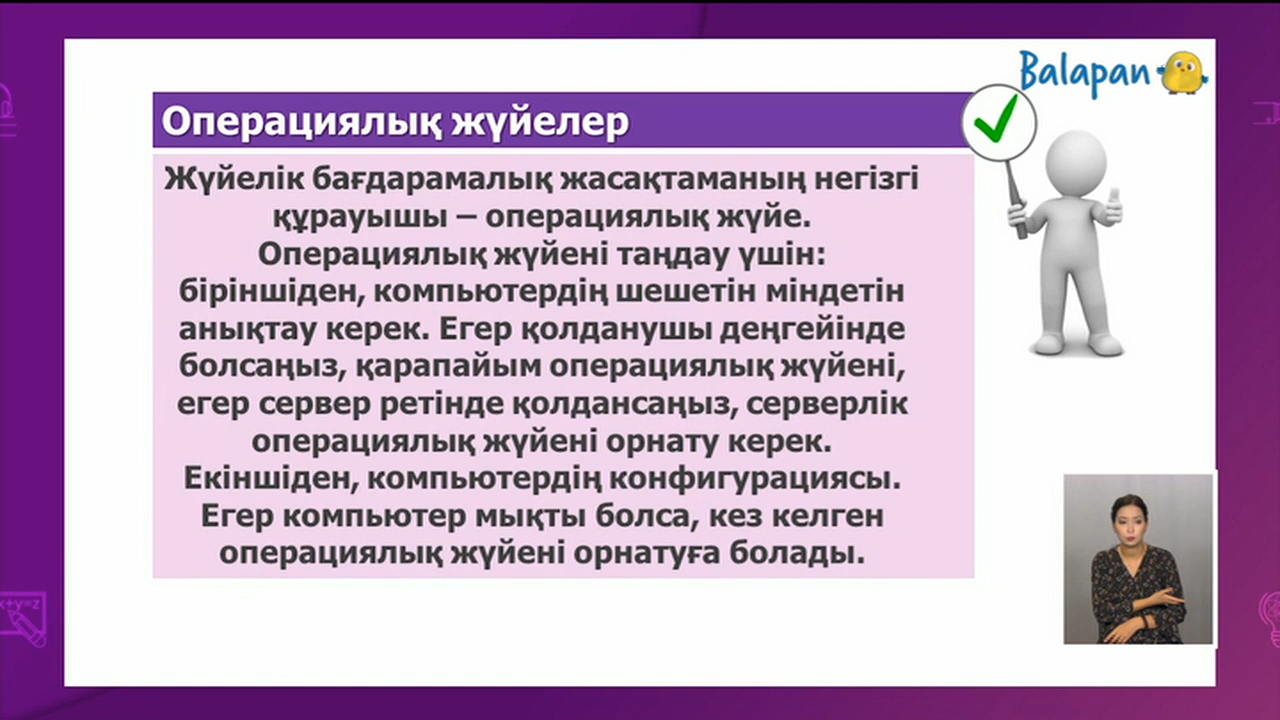 Balapan
Операциялық жүйелер
Жүйелік бағдарамалық жасақтаманың негізгі
құрауышы – операциялық жүйе.
Операциялық жүйені таңдау үшін:
біріншіден, компьютердің шешетін міндетін
анықтау керек. Егер қолданушы деңгейінде
болсаңыз, қарапайым операциялық жүйені,
егер сервер ретінде қолдансаңыз, серверлік
операциялық жүйені орнату керек.
Екіншіден, компьютердің конфигурациясы.
Егер компьютер мықты болса, кез келген
операциялық жүйені орнатуға болады.
x+y=z